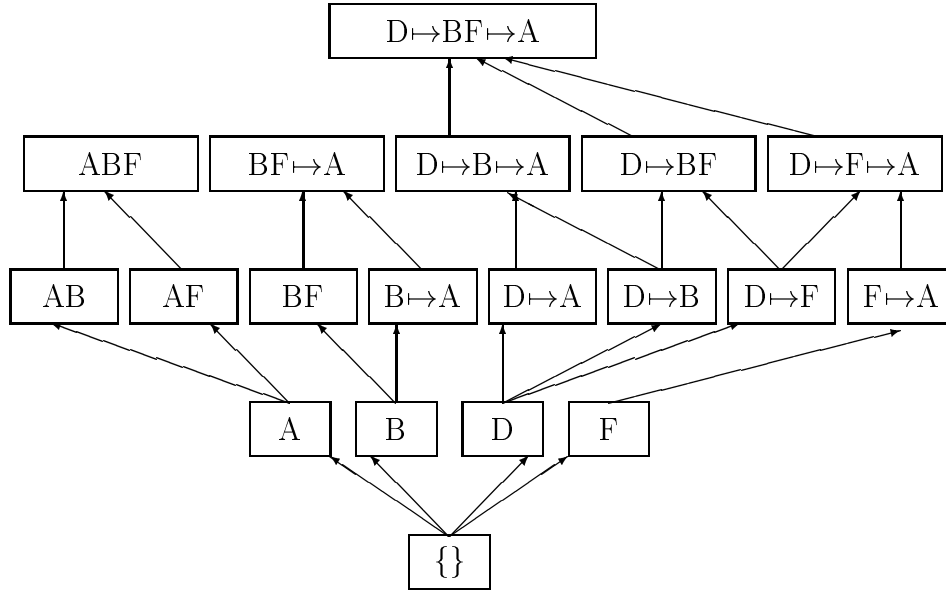 D↦BF↦A
ABF BF↦A D↦B↦A D↦BF D↦F↦A
AB AF BF B↦A D↦A D↦B D↦F F↦A
A B D F
{}